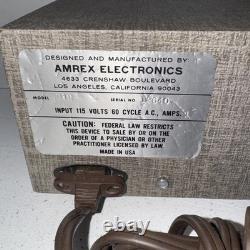 DESIGNED AND MANUFACTURED BY:
AMREX ELECTRONICS
4633 CRENSHAW BOULEVARD
LOS ANGELES, CALIFORNIA 90043
MODEL SERIAL NO.
INPUT 115 VOLTS 60 CYCLE A.C., AMPS.
CAUTION: FEDERAL LAW RESTRICTS
THIS DEVICE TO SALE BY OR ON THE
ORDER OF A PHYSICIAN OR OTHER
PRACTITIONER LICENSED BY LAW.
MADE IN USA